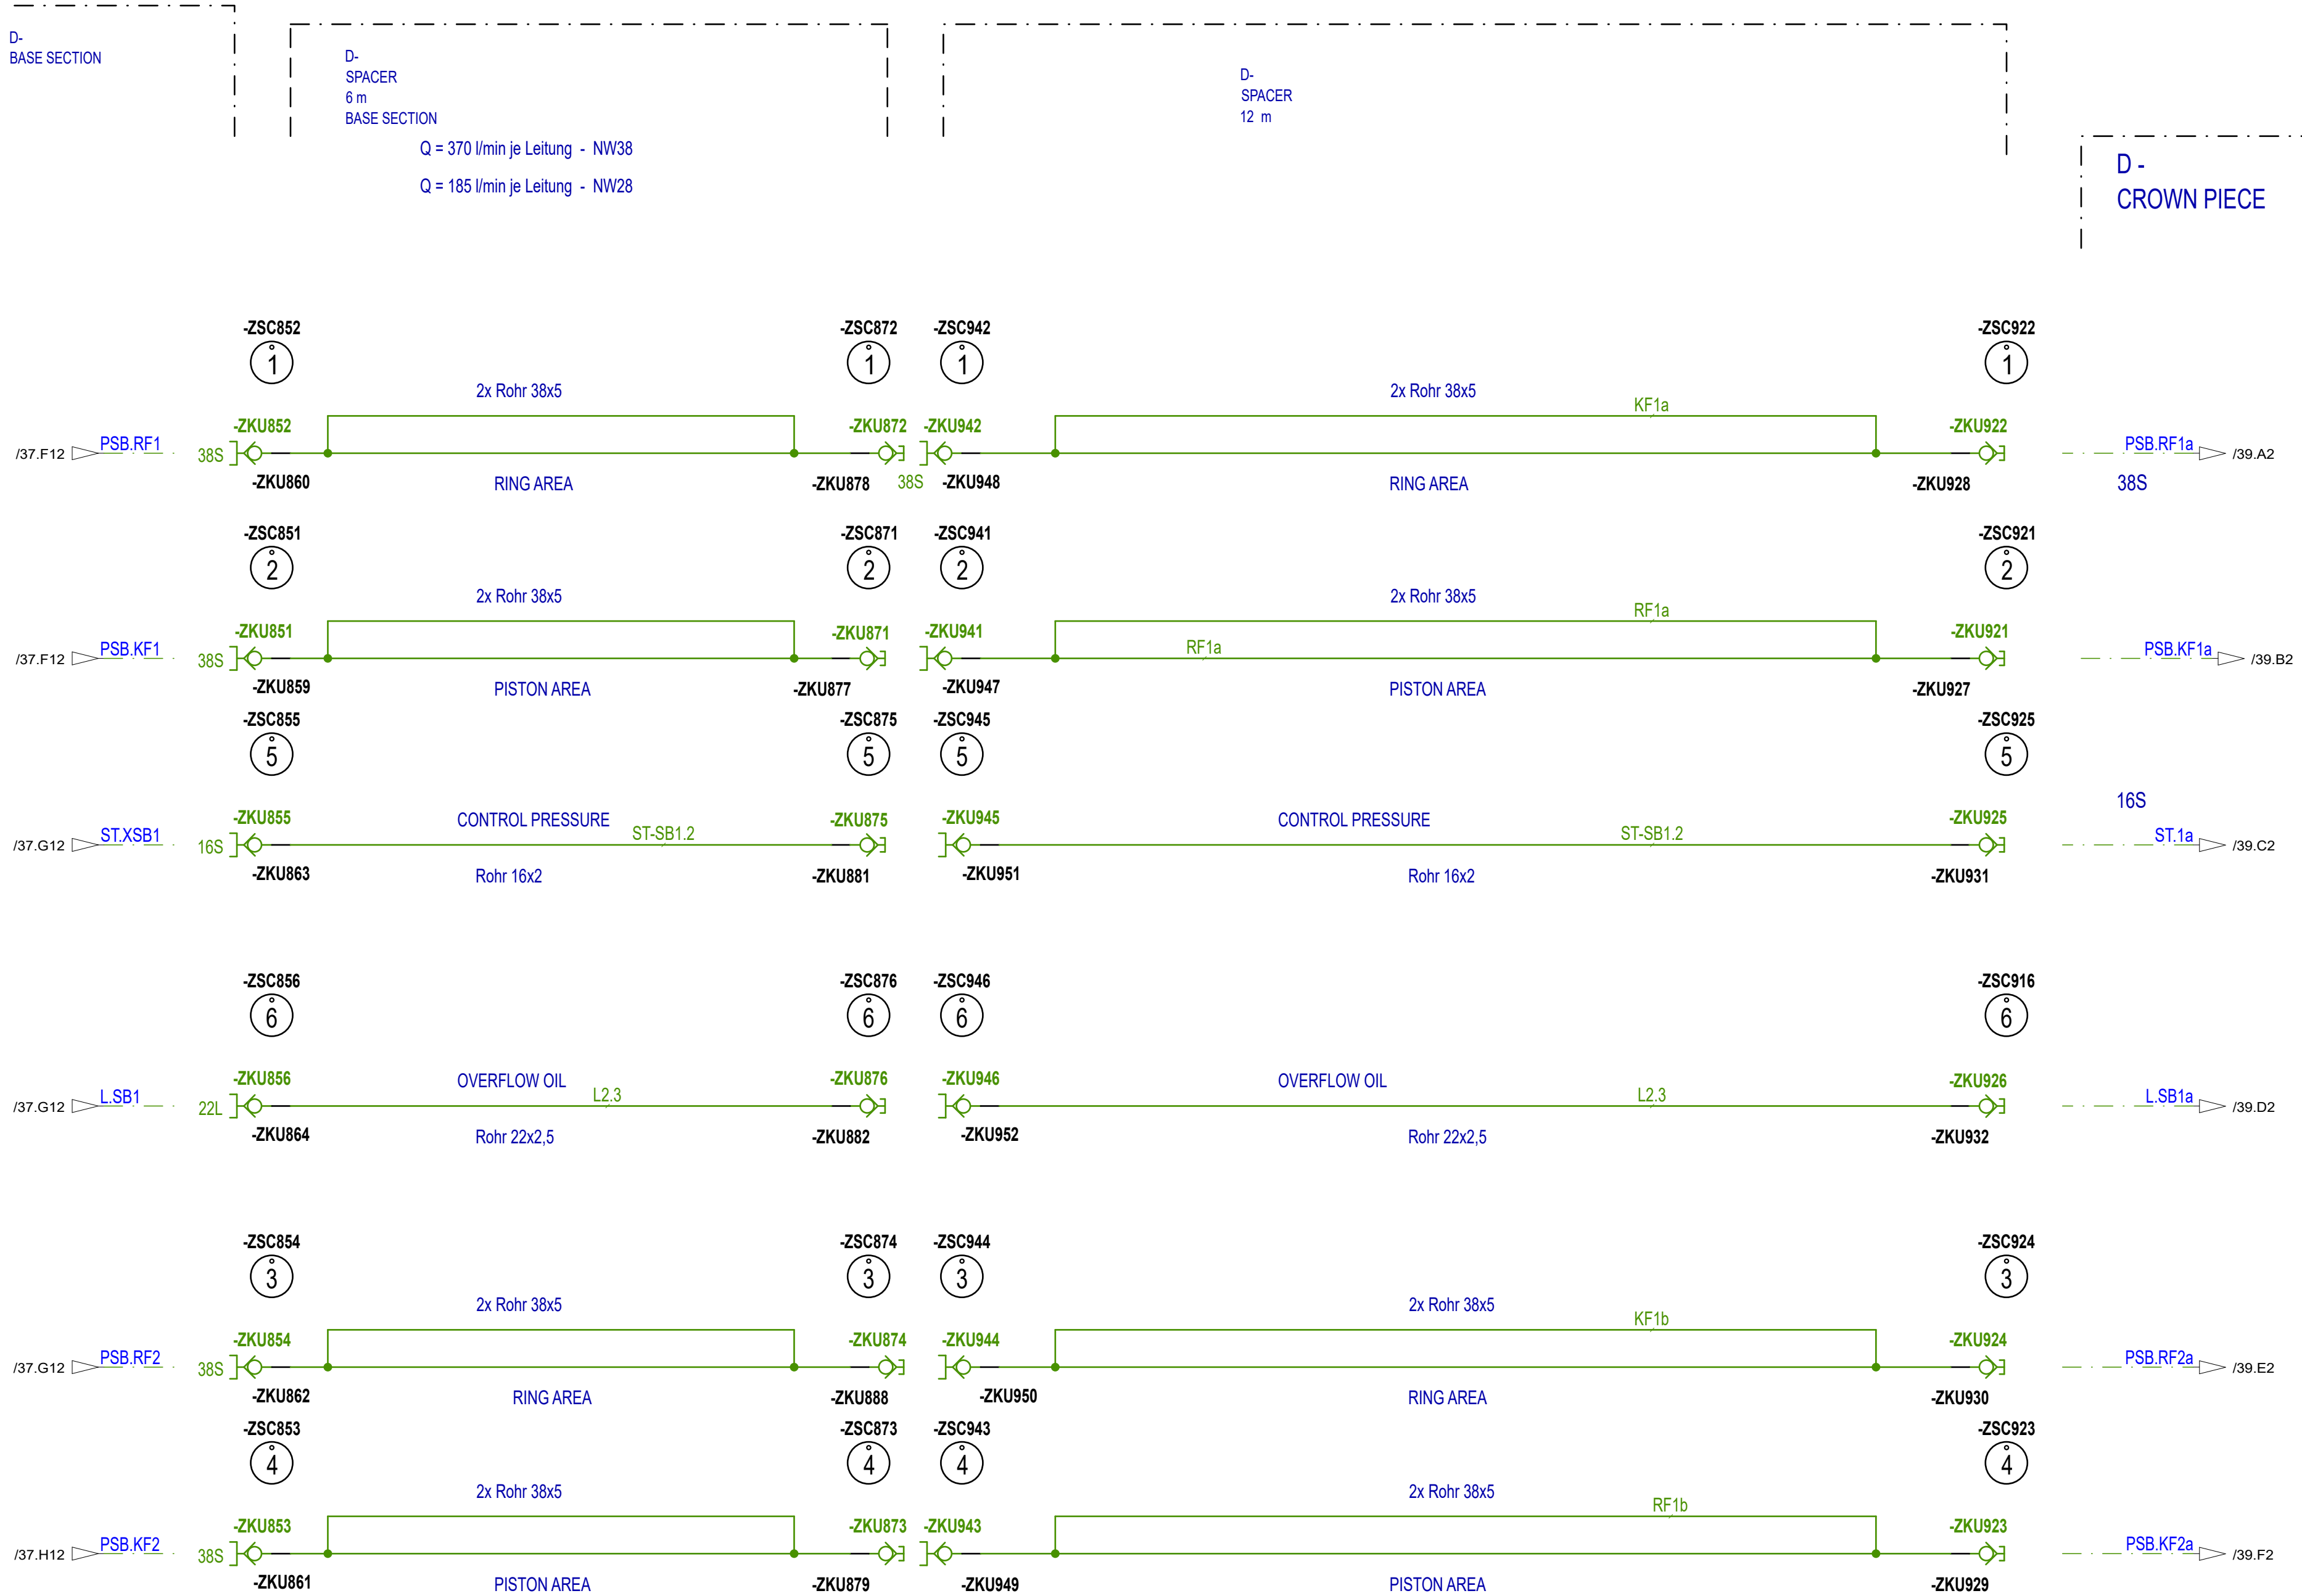 D-
BASE SECTION
D-
SPACER
6 m
BASE SECTION
Q = 370 l/min je Leitung - NW38
Q = 185 l/min je Leitung - NW28
D-
SPACER
12 m
D -
CROWN PIECE
-ZSC852 -ZSC872 -ZSC942 -ZSC922
1 1 1 1
2x Rohr 38x5 2x Rohr 38x5
KF1a
-ZKU852 -ZKU872 -ZKU942 -ZKU922
/37.F12 PSB.RF1 38S PSB.RF1a /39.A2
-ZKU860 RING AREA -ZKU878 38S -ZKU948 RING AREA -ZKU928 38S
-ZSC851 -ZSC871 -ZSC941 -ZSC921
2 2 2 2
2x Rohr 38x5 2x Rohr 38x5
RF1a
-ZKU851 -ZKU871 -ZKU941 -ZKU921
/37.F12 PSB.KF1 38S RF1a PSB.KF1a /39.B2
-ZKU859 PISTON AREA -ZKU877 -ZKU947 PISTON AREA -ZKU927
-ZSC855 -ZSC875 -ZSC945 -ZSC925
5 5 5 5
16S
-ZKU855 CONTROL PRESSURE -ZKU875 -ZKU945 CONTROL PRESSURE -ZKU925
/37.G12 ST.XSB1 16S ST-SB1.2 ST-SB1.2 ST.1a /39.C2
-ZKU863 Rohr 16x2 -ZKU881 -ZKU951 Rohr 16x2 -ZKU931
-ZSC856 -ZSC876 -ZSC946 -ZSC916
6 6 6 6
-ZKU856 OVERFLOW OIL -ZKU876 -ZKU946 OVERFLOW OIL -ZKU926
/37.G12 L.SB1 22L L2.3 L2.3 L.SB1a /39.D2
-ZKU864 Rohr 22x2,5 -ZKU882 -ZKU952 Rohr 22x2,5 -ZKU932
-ZSC854 -ZSC874 -ZSC944 -ZSC924
3 3 3 3
2x Rohr 38x5 2x Rohr 38x5
KF1b
-ZKU854 -ZKU874 -ZKU944 -ZKU924
/37.G12 PSB.RF2 38S PSB.RF2a /39.E2
-ZKU862 RING AREA -ZKU888 -ZKU950 RING AREA -ZKU930
-ZSC853 -ZSC873 -ZSC943 -ZSC923
4 4 4 4
2x Rohr 38x5 2x Rohr 38x5
RF1b
-ZKU853 -ZKU873 -ZKU943 -ZKU923
/37.H12 PSB.KF2 38S PSB.KF2a /39.F2
-ZKU861 PISTON AREA -ZKU879 -ZKU949 PISTON AREA -ZKU929